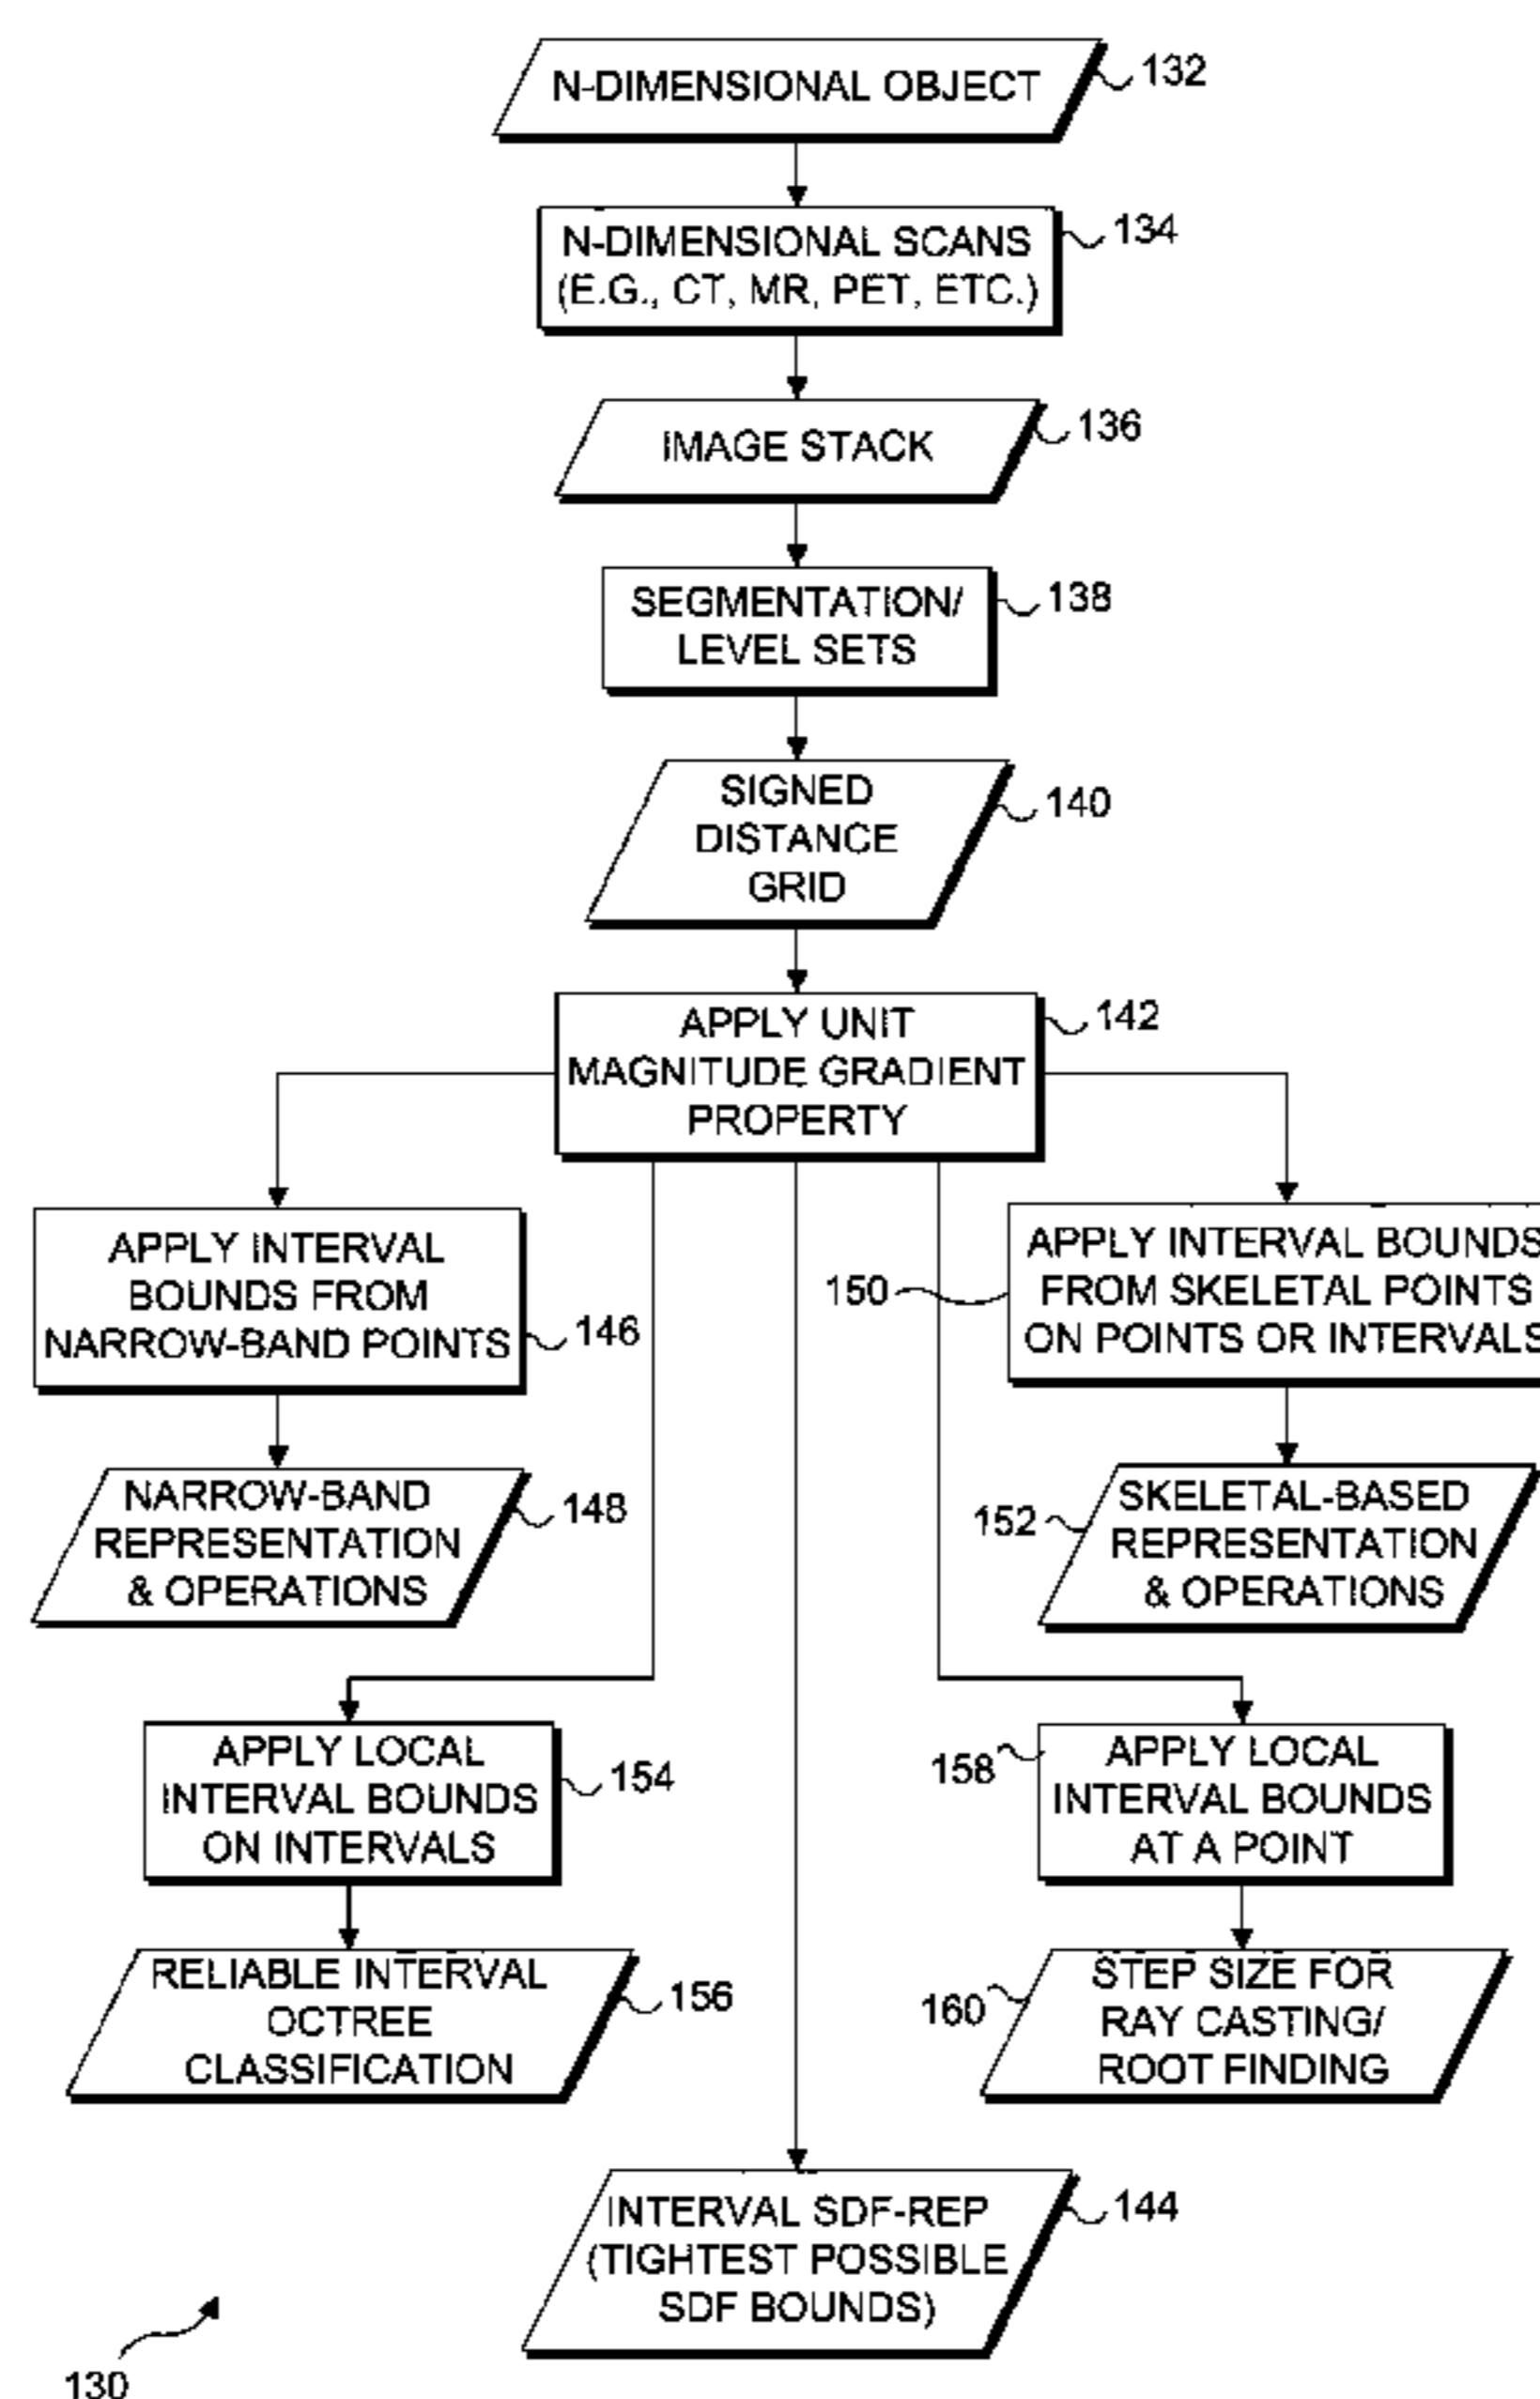 N-DIMENSIONAL OBJECT
132
N-DIMENSIONAL SCANS
(E.G., CT, MR, PET, ETC.)
134
IMAGE STACK
136
SEGMENTATION/
LEVEL SETS
138
SIGNED
DISTANCE
GRID
140
APPLY UNIT
MAGNITUDE GRADIENT
PROPERTY
142
APPLY INTERVAL
BOUNDS FROM
NARROW-BAND POINTS
146
APPLY INTERVAL BOUNDS
FROM SKELETAL POINTS
ON POINTS OR INTERVALS
150
NARROW-BAND
REPRESENTATION
& OPERATIONS
148
SKELETAL-BASED
REPRESENTATION
& OPERATIONS
152
APPLY LOCAL
INTERVAL BOUNDS
ON INTERVALS
154
APPLY LOCAL
INTERVAL BOUNDS
AT A POINT
158
RELIABLE INTERVAL
OCTREE
CLASSIFICATION
156
STEP SIZE FOR
RAY CASTING/
ROOT FINDING
160
INTERVAL SDF-REP
(TIGHTEST POSSIBLE
SDF BOUNDS)
144
130